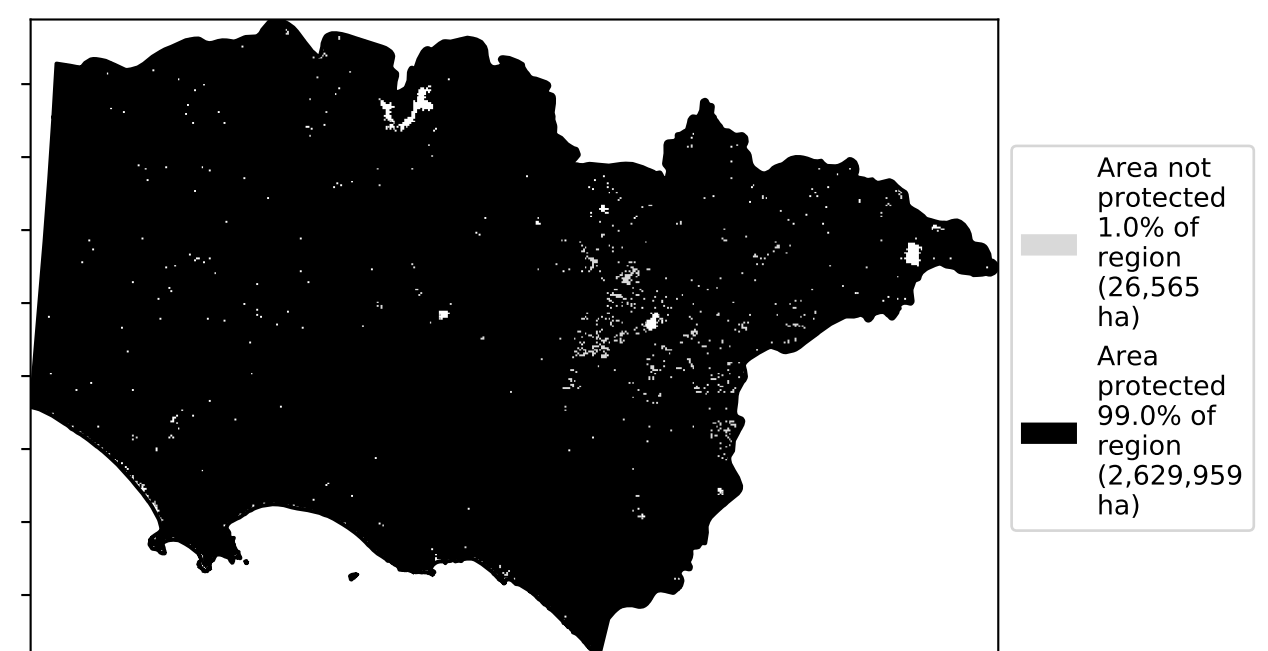 Area not
protected
1.0% of
region
(26,565
ha)
Area
protected
99.0% of
region
(2,629,959
ha)